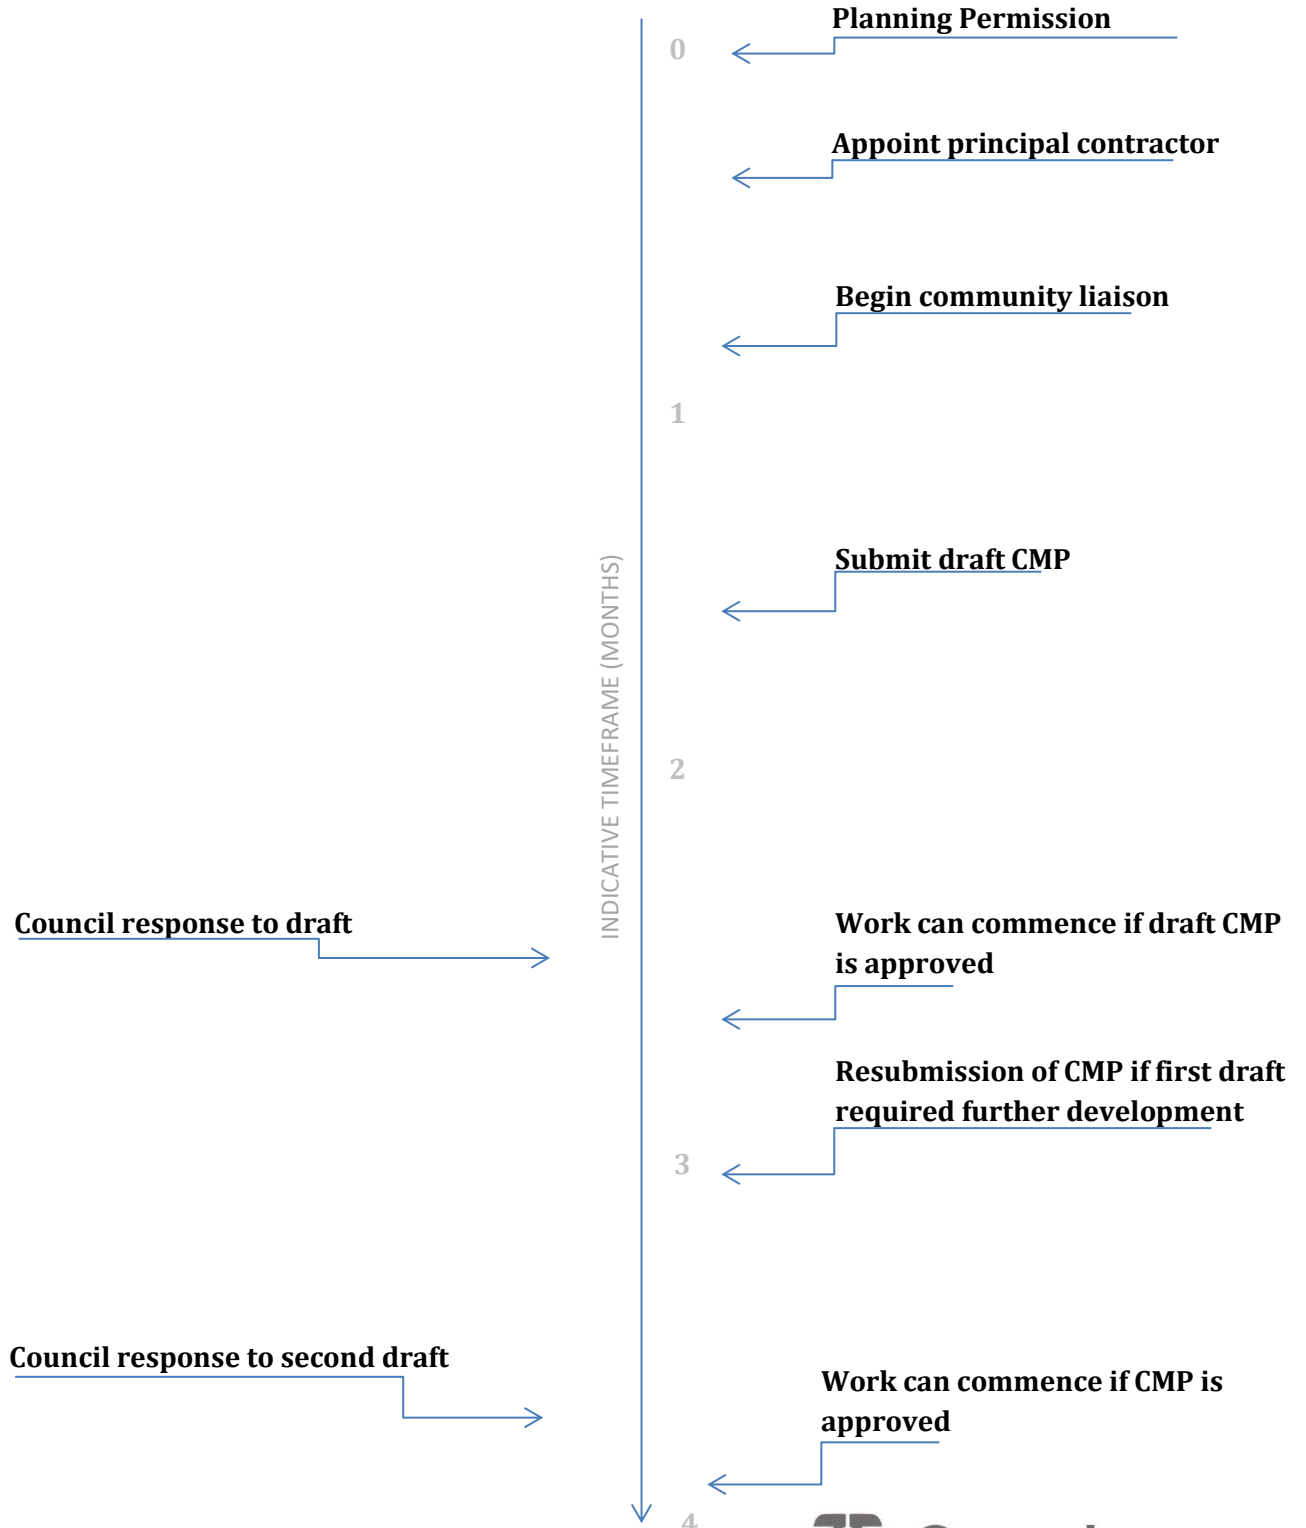 Planning Permission
0
Appoint principal contractor
Begin community liaison
1
Submit draft CMP
INDICATIVE TIMEFRAME (MONTHS)
2
Council response to draft
Work can commence if draft CMP
is approved
Resubmission of CMP if first draft
required further development
3
Council response to second draft
Work can commence if CMP is
approved
4